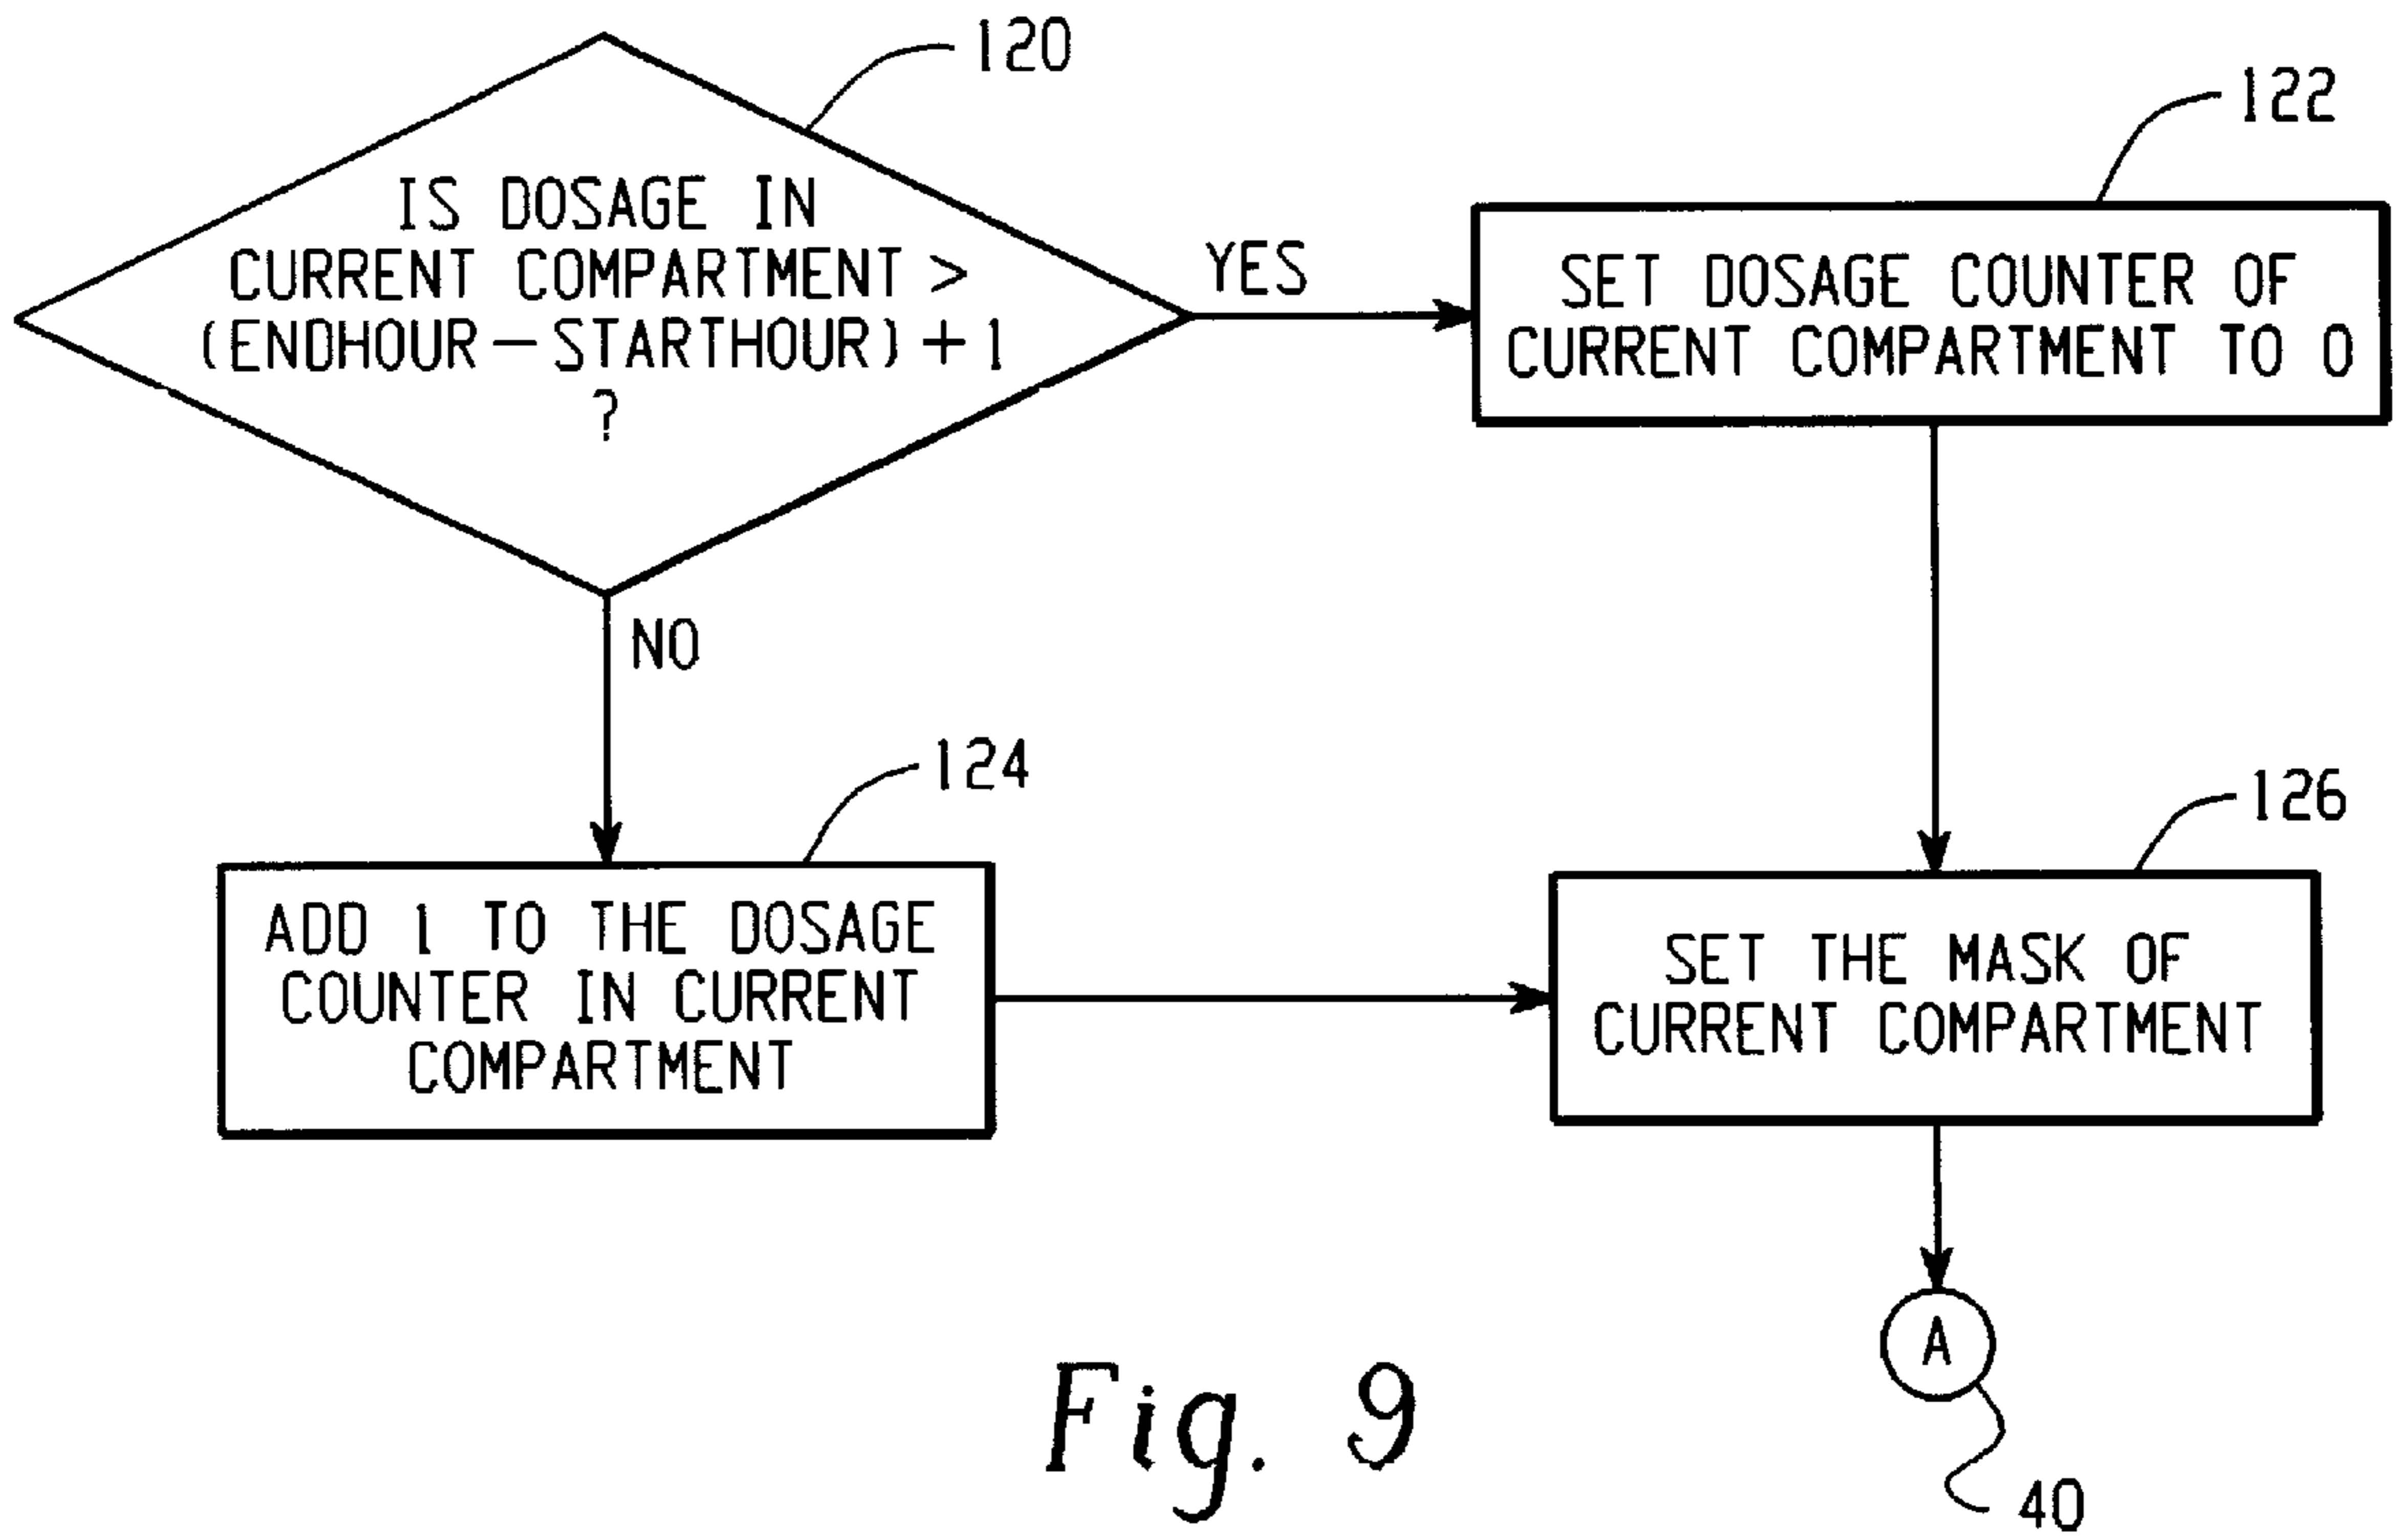 120
IS DOSAGE IN
CURRENT COMPARTMENT >
(ENDHOUR – STARTHOUR) + 1
?
YES
122
SET DOSAGE COUNTER OF
CURRENT COMPARTMENT TO 0
NO
124
ADD 1 TO THE DOSAGE
COUNTER IN CURRENT
COMPARTMENT
126
SET THE MASK OF
CURRENT COMPARTMENT
A
40
Fig. 9